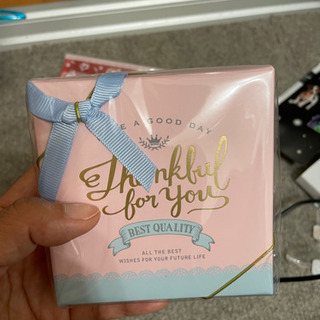 A GOOD DAY
Thankful
for You
BEST QUALITY
ALL THE BEST
WISHES FOR YOUR FUTURE LIFE